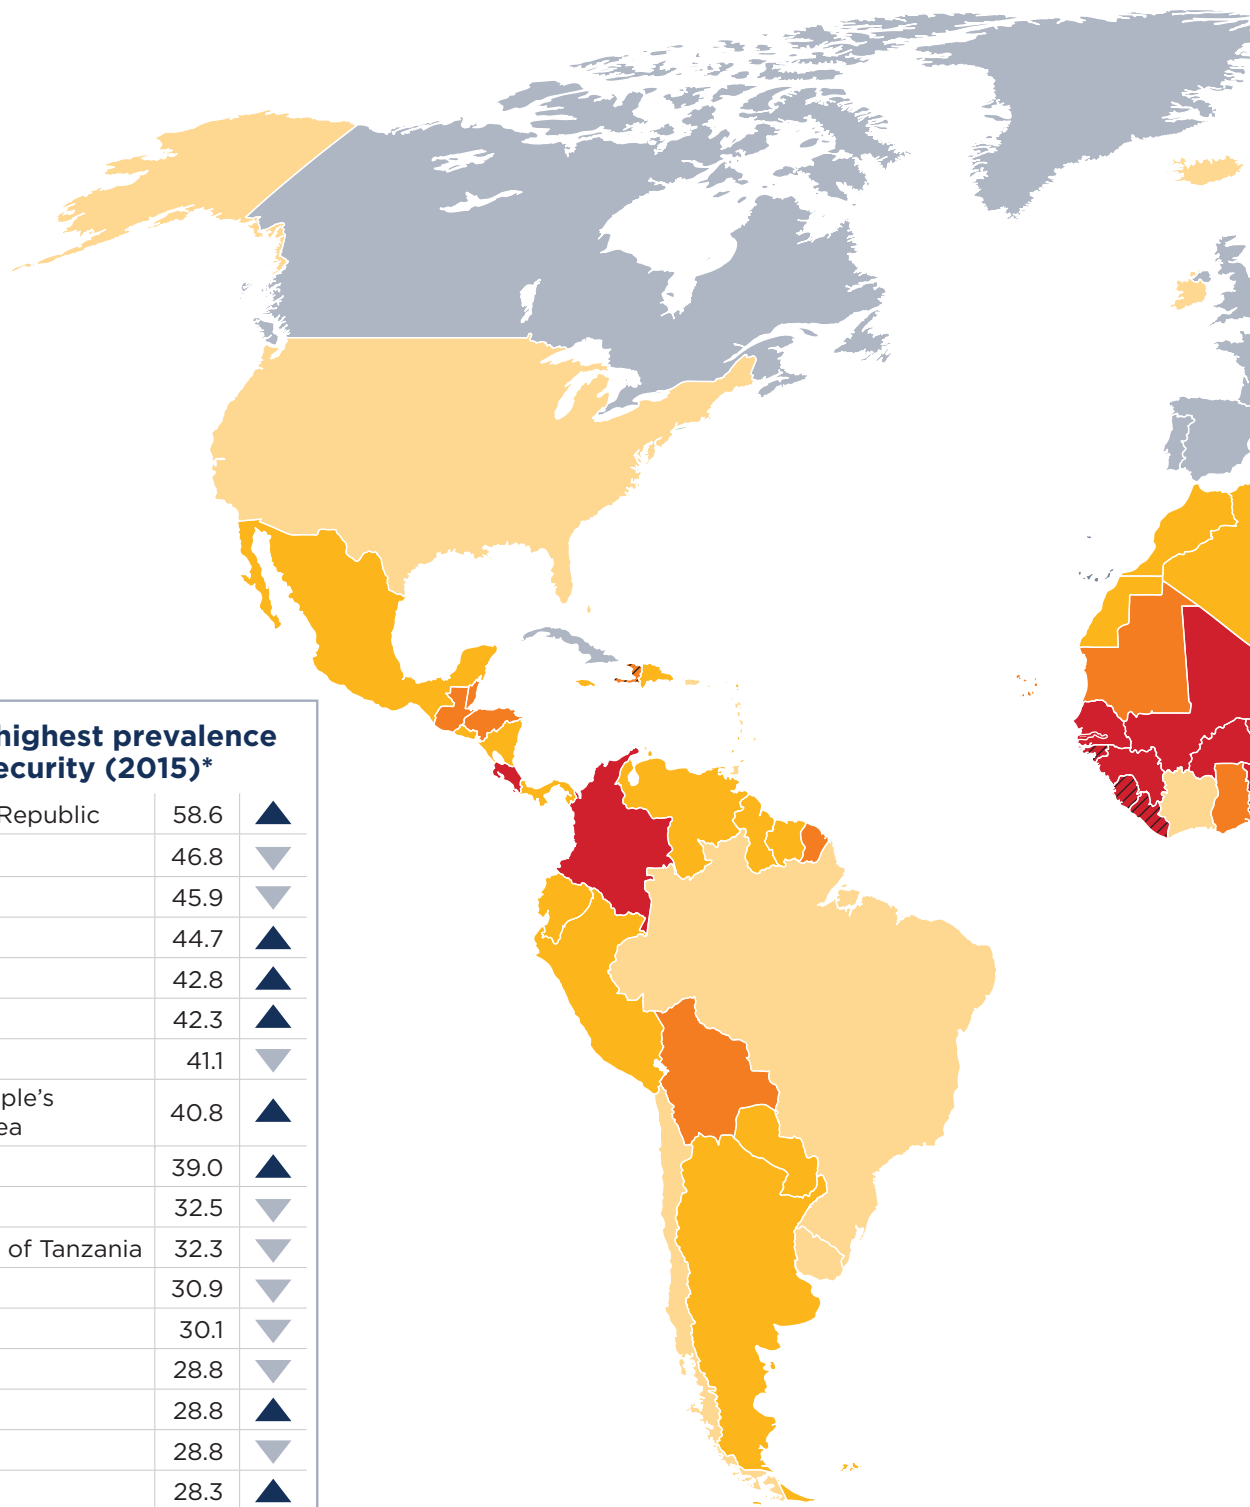 highest prevalence
ecurity (2015)*
Republic 58.6
46.8
45.9
44.7
42.8
42.3
41.1
ple’s
ea 40.8
39.0
32.5
of Tanzania 32.3
30.9
30.1
28.8
28.8
28.8
28.3